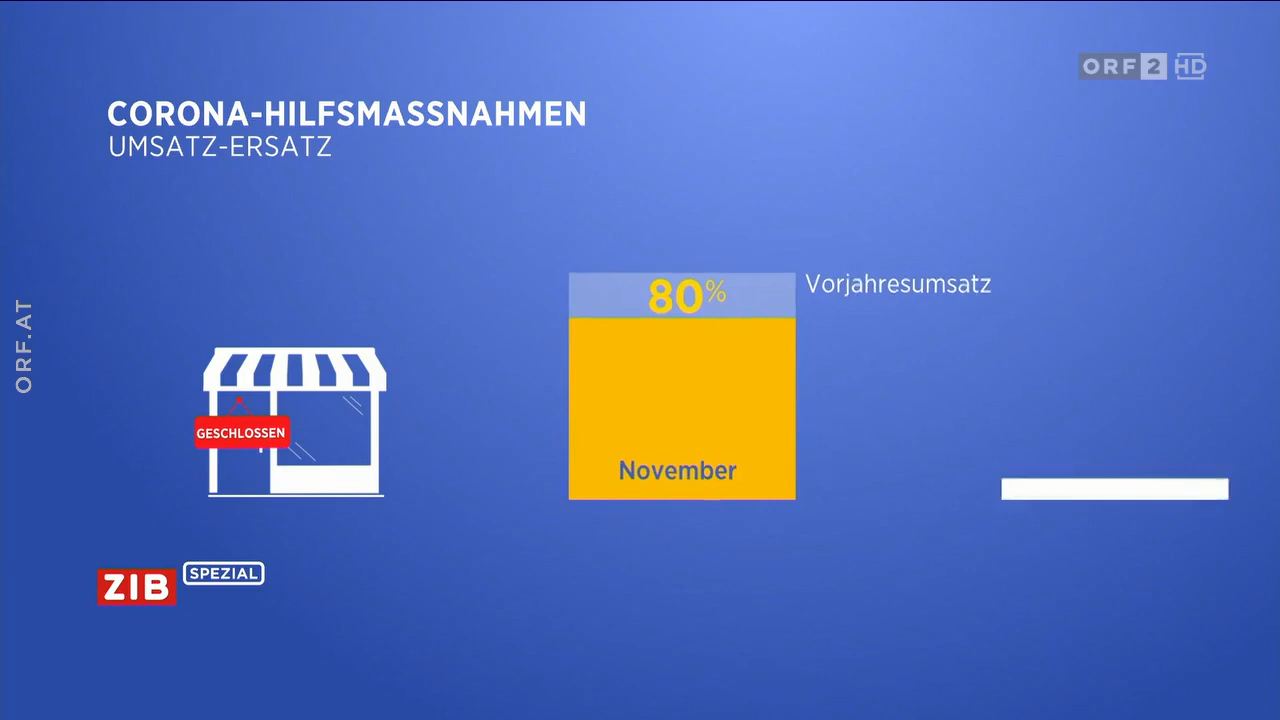 ORF 2 HD
CORONA-HILFSMASSNAHMEN
UMSATZ-ERSATZ
80%
Vorjahresumsatz
ORF.AT
GESCHLOSSEN
November
ZIB SPEZIAL